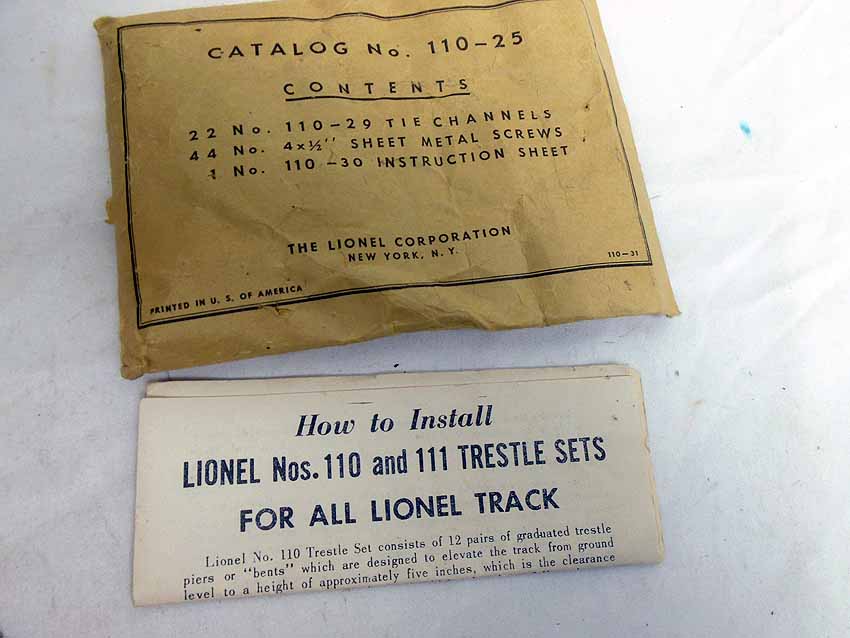 CATALOG No. 110-25
CONTENTS
22 No. 110-29 TIE CHANNELS
44 No. 4x½" SHEET METAL SCREWS
1 No. 110-30 INSTRUCTION SHEET
THE LIONEL CORPORATION
NEW YORK, N. Y.
110-31
PRINTED IN U. S. OF AMERICA
How to Install
LIONEL Nos. 110 and 111 TRESTLE SETS
FOR ALL LIONEL TRACK
Lionel No. 110 Trestle Set consists of 12 pairs of graduated trestle
piers or "bents" which are designed to elevate the track from ground
level to a height of approximately five inches, which is the clearance